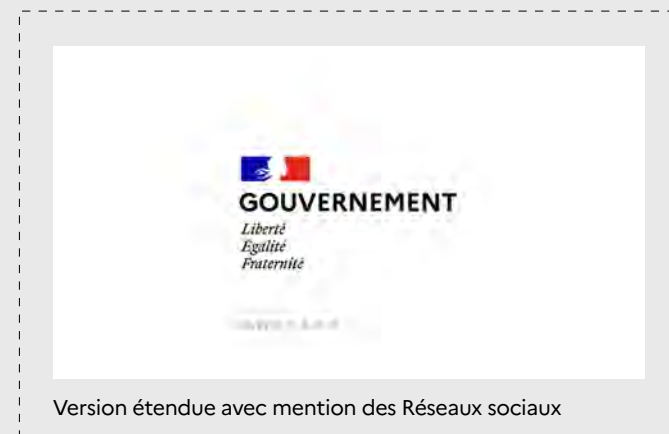 GOUVERNEMENT
Liberté
Égalité
Fraternité
Version étendue avec mention des Réseaux sociaux